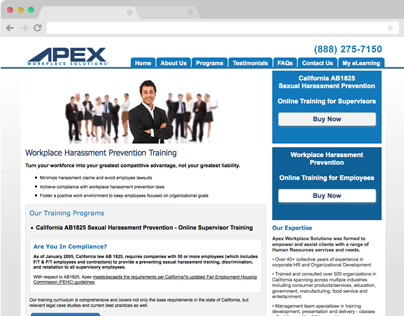 (888) 275-7150
APEX
WORKPLACE SOLUTIONS
Home
About Us
Programs
Testimonials
FAQs
Contact Us
My eLearning
California AB1825
Sexual Harassment Prevention
Online Training for Supervisors
Buy Now
Workplace Harassment
Prevention
Online Training for Employees
Buy Now
Workplace Harassment Prevention Training
Turn your workforce into your greatest competitive advantage, not your greatest liability.
Minimize harassment claims and avoid employee lawsuits
Achieve compliance with workplace harassment prevention laws
Foster a positive work environment to keep employees focused on organizational goals
Our Training Programs
California AB1825 Sexual Harassment Prevention - Online Supervisor Training
Are You In Compliance?
As of January 2005, California law AB 1825, requires companies with 50 or more employees (which includes
F/T & P/T employees and contractors) to provide a preventing sexual harassment training, discrimination,
and retaliation to all supervisory employees.
With respect to AB1825, Apex meets/exceeds the requirements per California?s updated Fair Employment Housing
Commission (FEHC) guidelines.
Our training curriculum is comprehensive and covers not only the base requirements in the state of California, but
relevant legal case studies and current best practices as well.
Our Expertise
Apex Workplace Solutions was formed to
empower and assist clients with a range of
Human Resources services and needs.
• Over 40+ collective years of experience in
corporate HR and Organizational Development.
• Trained and consulted over 500 organizations in
California spanning across multiple industries
including consumer products/services, education,
government, manufacturing, food service and
entertainment.
• Management team specializes in training
development, presentation and delivery - classes